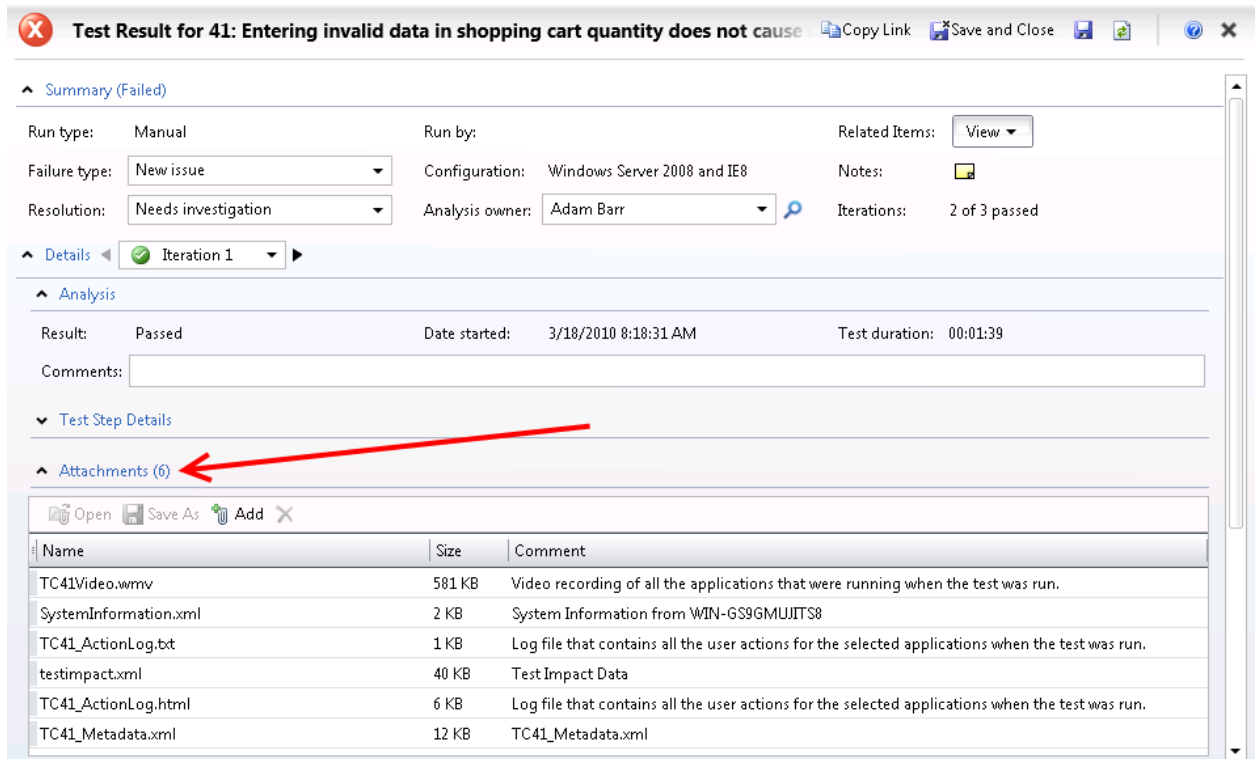 Test Result for 41: Entering invalid data in shopping cart quantity does not cause Copy Link Save and Close
Summary (Failed)
Run type: Manual Run by: Related Items: View
Failure type: New issue Configuration: Windows Server 2008 and IE8 Notes:
Resolution: Needs investigation Analysis owner: Adam Barr Iterations: 2 of 3 passed
Details Iteration 1
Analysis
Result: Passed Date started: 3/18/2010 8:18:31 AM Test duration: 00:01:39
Comments:
Test Step Details
Attachments (6)
Open Save As Add
Name Size Comment
TC41Video.wmv 581 KB Video recording of all the applications that were running when the test was run.
SystemInformation.xml 2 KB System Information from WIN-GS9GMUJITS8
TC41_ActionLog.txt 1 KB Log file that contains all the user actions for the selected applications when the test was run.
testimpact.xml 40 KB Test Impact Data
TC41_ActionLog.html 6 KB Log file that contains all the user actions for the selected applications when the test was run.
TC41_Metadata.xml 12 KB TC41_Metadata.xml